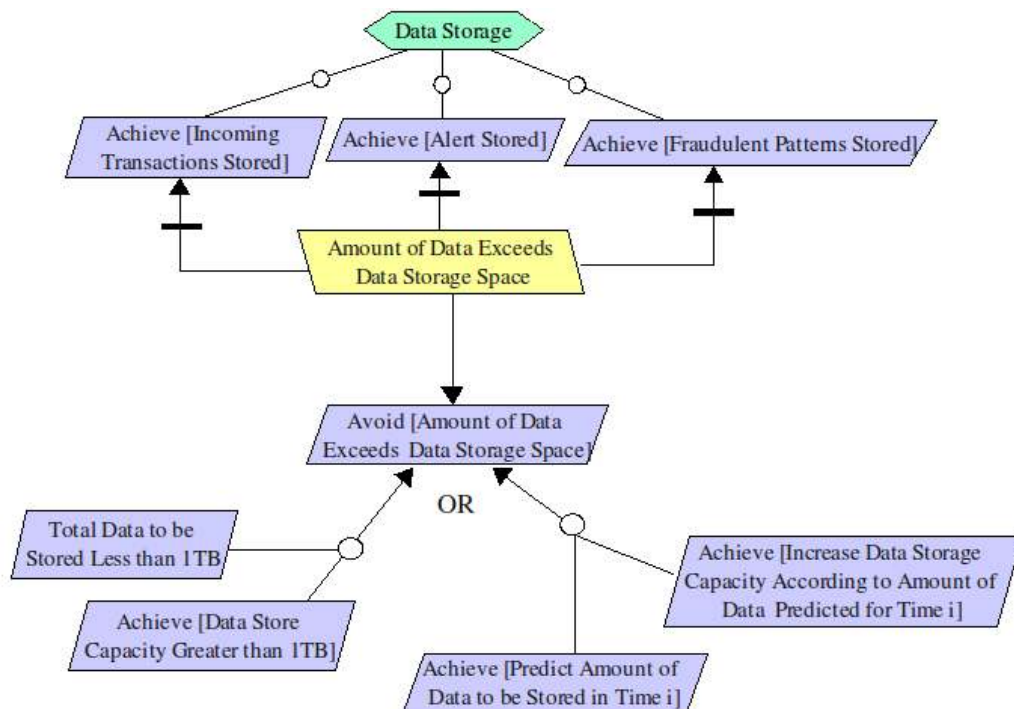 Data Storage
Achieve [Incoming
Transactions Stored]
Achieve [Alert Stored]
Achieve [Fraudulent Patterns Stored]
Amount of Data Exceeds
Data Storage Space
Avoid [Amount of Data
Exceeds Data Storage Space]
OR
Total Data to be
Stored Less than 1TB
Achieve [Data Store
Capacity Greater than 1TB]
Achieve [Increase Data Storage
Capacity According to Amount of
Data Predicted for Time i]
Achieve [Predict Amount of
Data to be Stored in Time i]